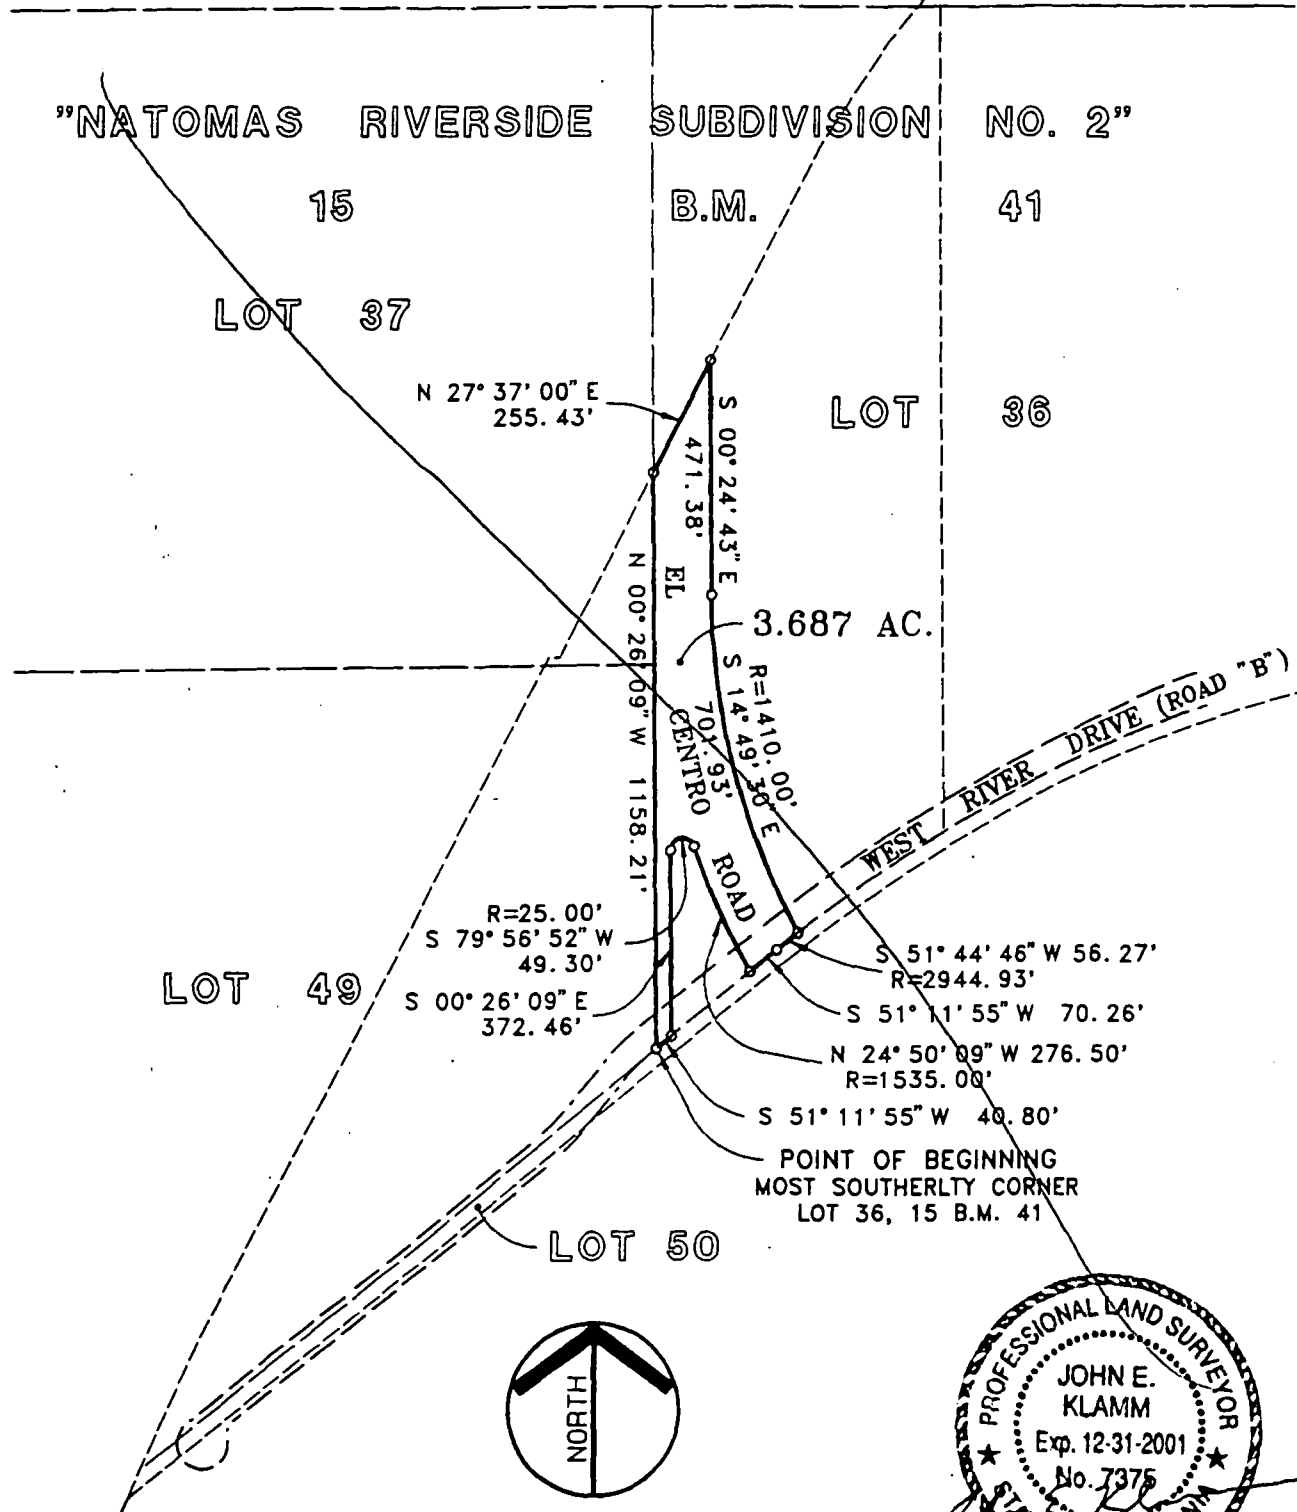 "NATOMAS RIVERSIDE SUBDIVISION NO. 2"
15 B.M. 41
LOT 37
N 27° 37' 00" E
255.43'
LOT 36
S 00° 24' 43" E
471.38'
EL
CENTRO
ROAD
3.687 AC.
N 00° 26' 09" W 1158.21'
R=1410.00'
S 14° 49' 30" E
701.93'
WEST RIVER DRIVE (ROAD "B")
R=25.00'
S 79° 56' 52" W
49.30'
S 00° 26' 09" E
372.46'
LOT 49
S 51° 44' 46" W 56.27'
R=2944.93'
S 51° 11' 55" W 70.26'
N 24° 50' 09" W 276.50'
R=1535.00'
S 51° 11' 55" W 40.80'
POINT OF BEGINNING
MOST SOUTHERLTY CORNER
LOT 36, 15 B.M. 41
LOT 50
NORTH
PROFESSIONAL LAND SURVEYOR
JOHN E.
KLAMM
Exp. 12-31-2001
No. 7375